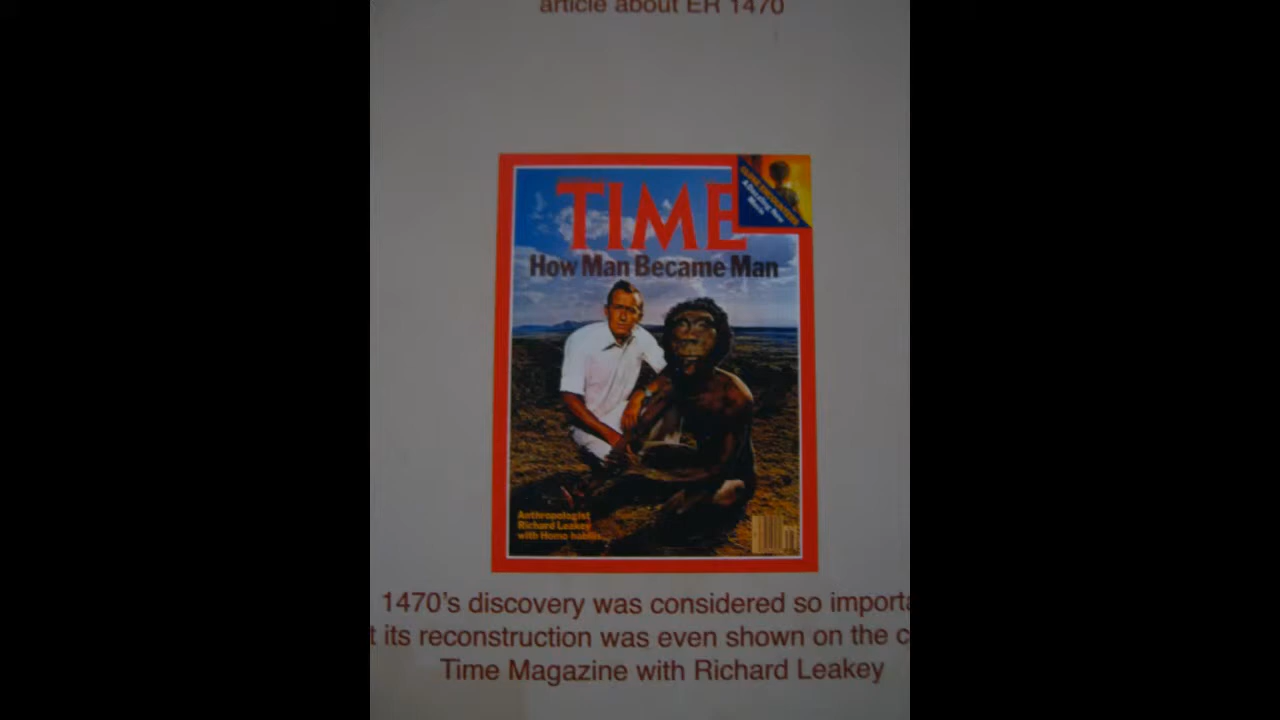 article about ER 1470
TIME
How Man Became Man
Anthropologist
Richard Leakey
with Homo habilis
1470's discovery was considered so importa
t its reconstruction was even shown on the c
Time Magazine with Richard Leakey